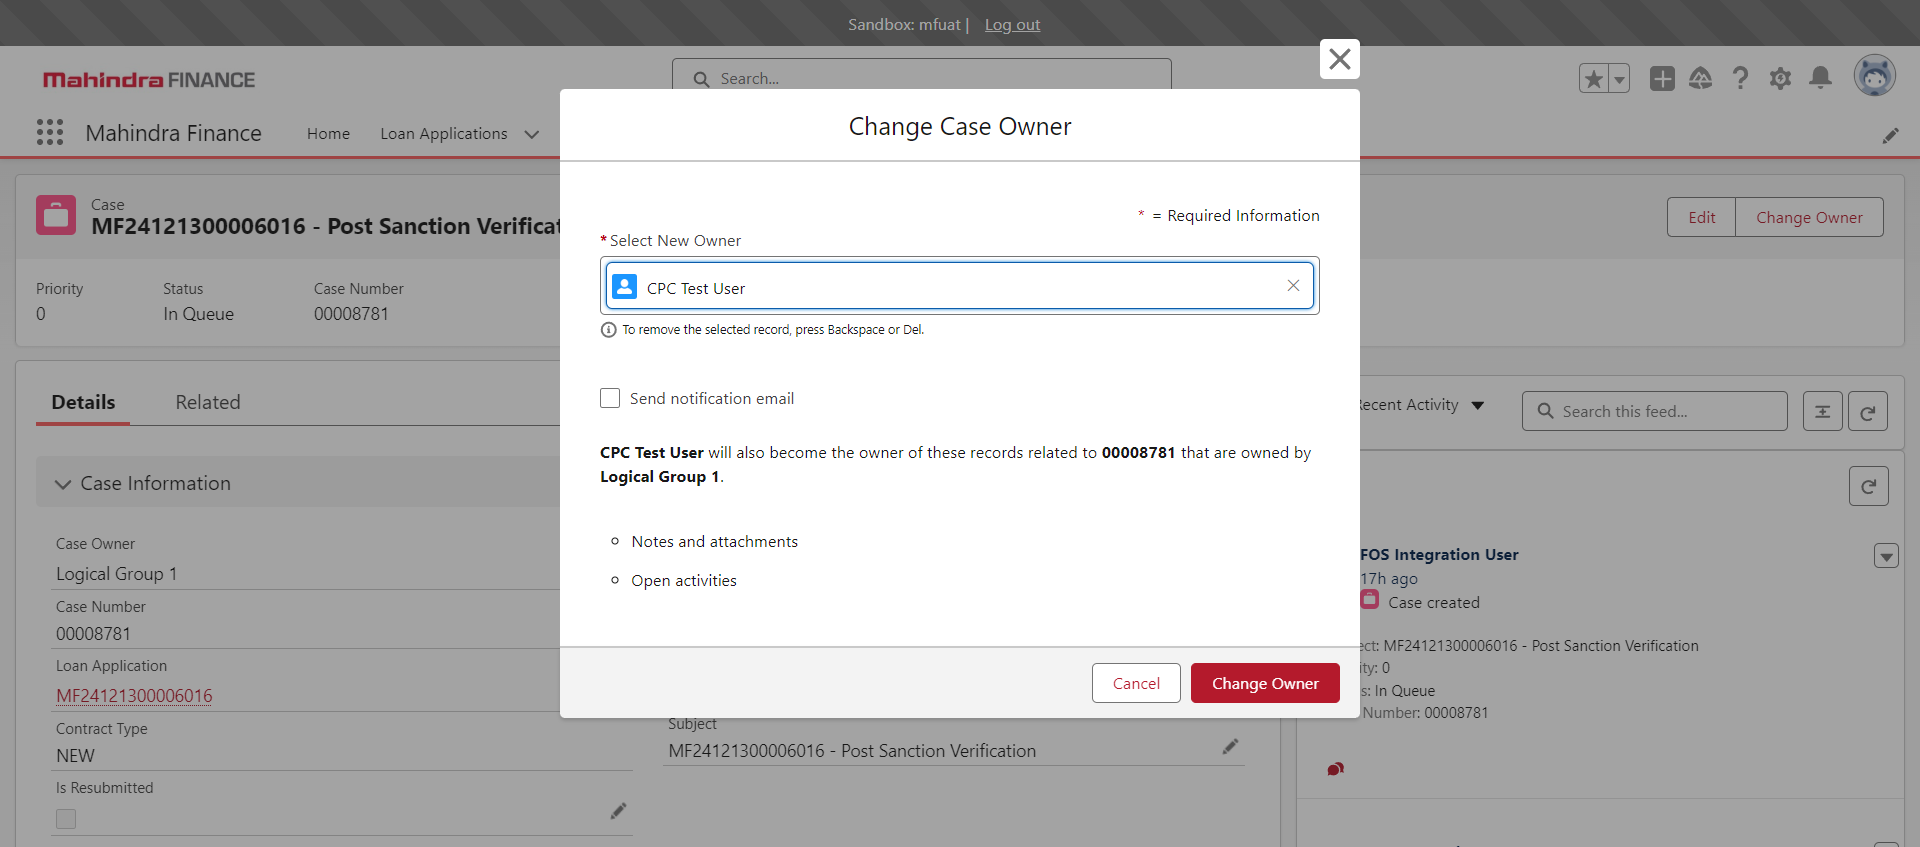 Sandbox: mfuat | Log out
Mahindra FINANCE
Search...
Mahindra Finance
Home
Loan Applications
Case
MF24121300006016 - Post Sanction Verificat
Edit
Change Owner
Priority
0
Status
In Queue
Case Number
00008781
Details
Related
Case Information
Case Owner
Logical Group 1
Case Number
00008781
Loan Application
MF24121300006016
Contract Type
NEW
Is Resubmitted
Subject
MF24121300006016 - Post Sanction Verification
Change Case Owner
* = Required Information
*Select New Owner
CPC Test User
To remove the selected record, press Backspace or Del.
Send notification email
CPC Test User will also become the owner of these records related to 00008781 that are owned by
Logical Group 1.
Notes and attachments
Open activities
Cancel
Change Owner
ecent Activity
Search this feed...
FOS Integration User
17h ago
Case created
ect: MF24121300006016 - Post Sanction Verification
ity: 0
s: In Queue
Number: 00008781